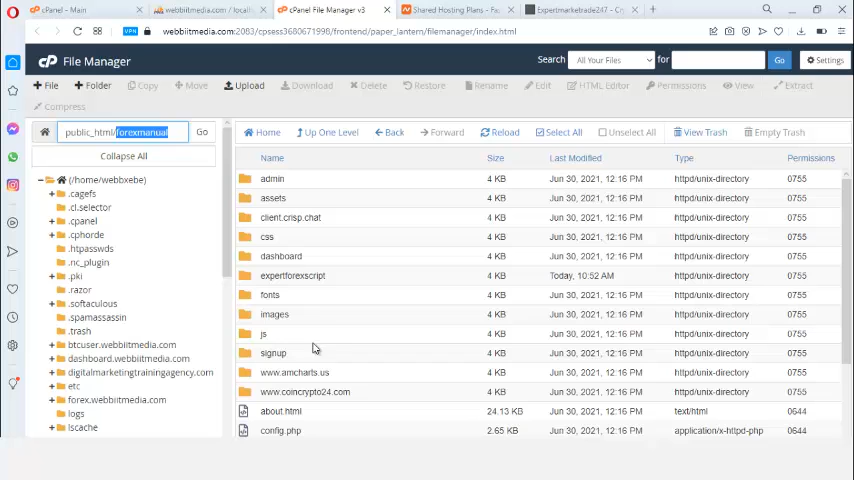 cPanel - Main
webbiitmedia.com / localh
cPanel File Manager v3
Shared Hosting Plans - Fa
Expertmarketrade247 - Cr
VPN
webbiitmedia.com:2083/cpsess3680671998/frontend/paper_lantern/filemanager/index.html
cP File Manager
Search All Your Files for Go Settings
File Folder Copy Move Upload Download Delete Restore Rename Edit HTML Editor Permissions View Extract
Compress
public_html/forexmanual Go
Home Up One Level Back Forward Reload Select All Unselect All View Trash Empty Trash
Collapse All
(/home/webbxebe)
.cagefs
.cl.selector
.cpanel
.cphorde
.htpasswds
.nc_plugin
.pki
.razor
.softaculous
.spamassassin
.trash
btcuser.webbiitmedia.com
dashboard.webbiitmedia.com
digitalmarketingtrainingagency.com
etc
forex.webbiitmedia.com
logs
lscache
Name Size Last Modified Type Permissions
admin 4 KB Jun 30, 2021, 12:16 PM httpd/unix-directory 0755
assets 4 KB Jun 30, 2021, 12:16 PM httpd/unix-directory 0755
client.crisp.chat 4 KB Jun 30, 2021, 12:16 PM httpd/unix-directory 0755
css 4 KB Jun 30, 2021, 12:16 PM httpd/unix-directory 0755
dashboard 4 KB Jun 30, 2021, 12:16 PM httpd/unix-directory 0755
expertforexscript 4 KB Today, 10:52 AM httpd/unix-directory 0755
fonts 4 KB Jun 30, 2021, 12:16 PM httpd/unix-directory 0755
images 4 KB Jun 30, 2021, 12:16 PM httpd/unix-directory 0755
js 4 KB Jun 30, 2021, 12:16 PM httpd/unix-directory 0755
signup 4 KB Jun 30, 2021, 12:16 PM httpd/unix-directory 0755
www.amcharts.us 4 KB Jun 30, 2021, 12:16 PM httpd/unix-directory 0755
www.coincrypto24.com 4 KB Jun 30, 2021, 12:16 PM httpd/unix-directory 0755
about.html 24.13 KB Jun 30, 2021, 12:16 PM text/html 0644
config.php 2.65 KB Jun 30, 2021, 12:16 PM application/x-httpd-php 0644